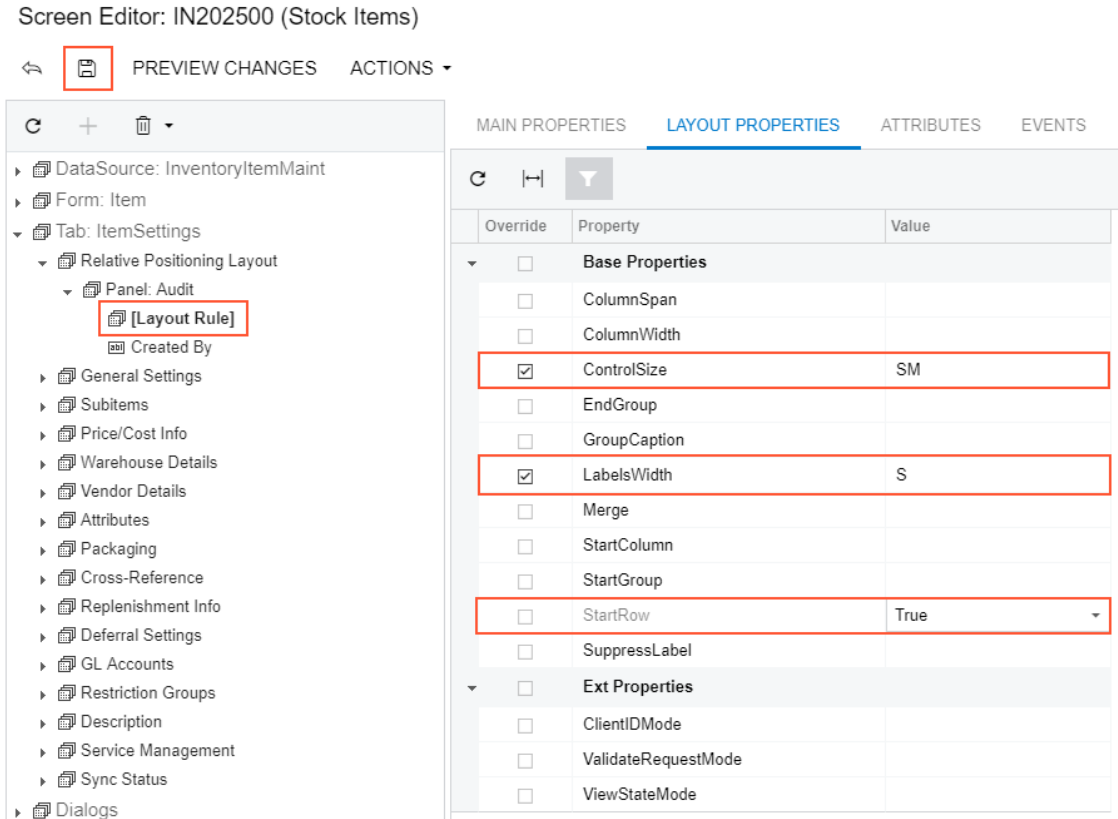 Screen Editor: IN202500 (Stock Items)
PREVIEW CHANGES ACTIONS
DataSource: InventoryItemMaint
Form: Item
Tab: ItemSettings
Relative Positioning Layout
Panel: Audit
[Layout Rule]
Created By
General Settings
Subitems
Price/Cost Info
Warehouse Details
Vendor Details
Attributes
Packaging
Cross-Reference
Replenishment Info
Deferral Settings
GL Accounts
Restriction Groups
Description
Service Management
Sync Status
Dialogs
MAIN PROPERTIES LAYOUT PROPERTIES ATTRIBUTES EVENTS
Override Property Value
Base Properties
ColumnSpan
ColumnWidth
ControlSize SM
EndGroup
GroupCaption
LabelsWidth S
Merge
StartColumn
StartGroup
StartRow True
SuppressLabel
Ext Properties
ClientIDMode
ValidateRequestMode
ViewStateMode